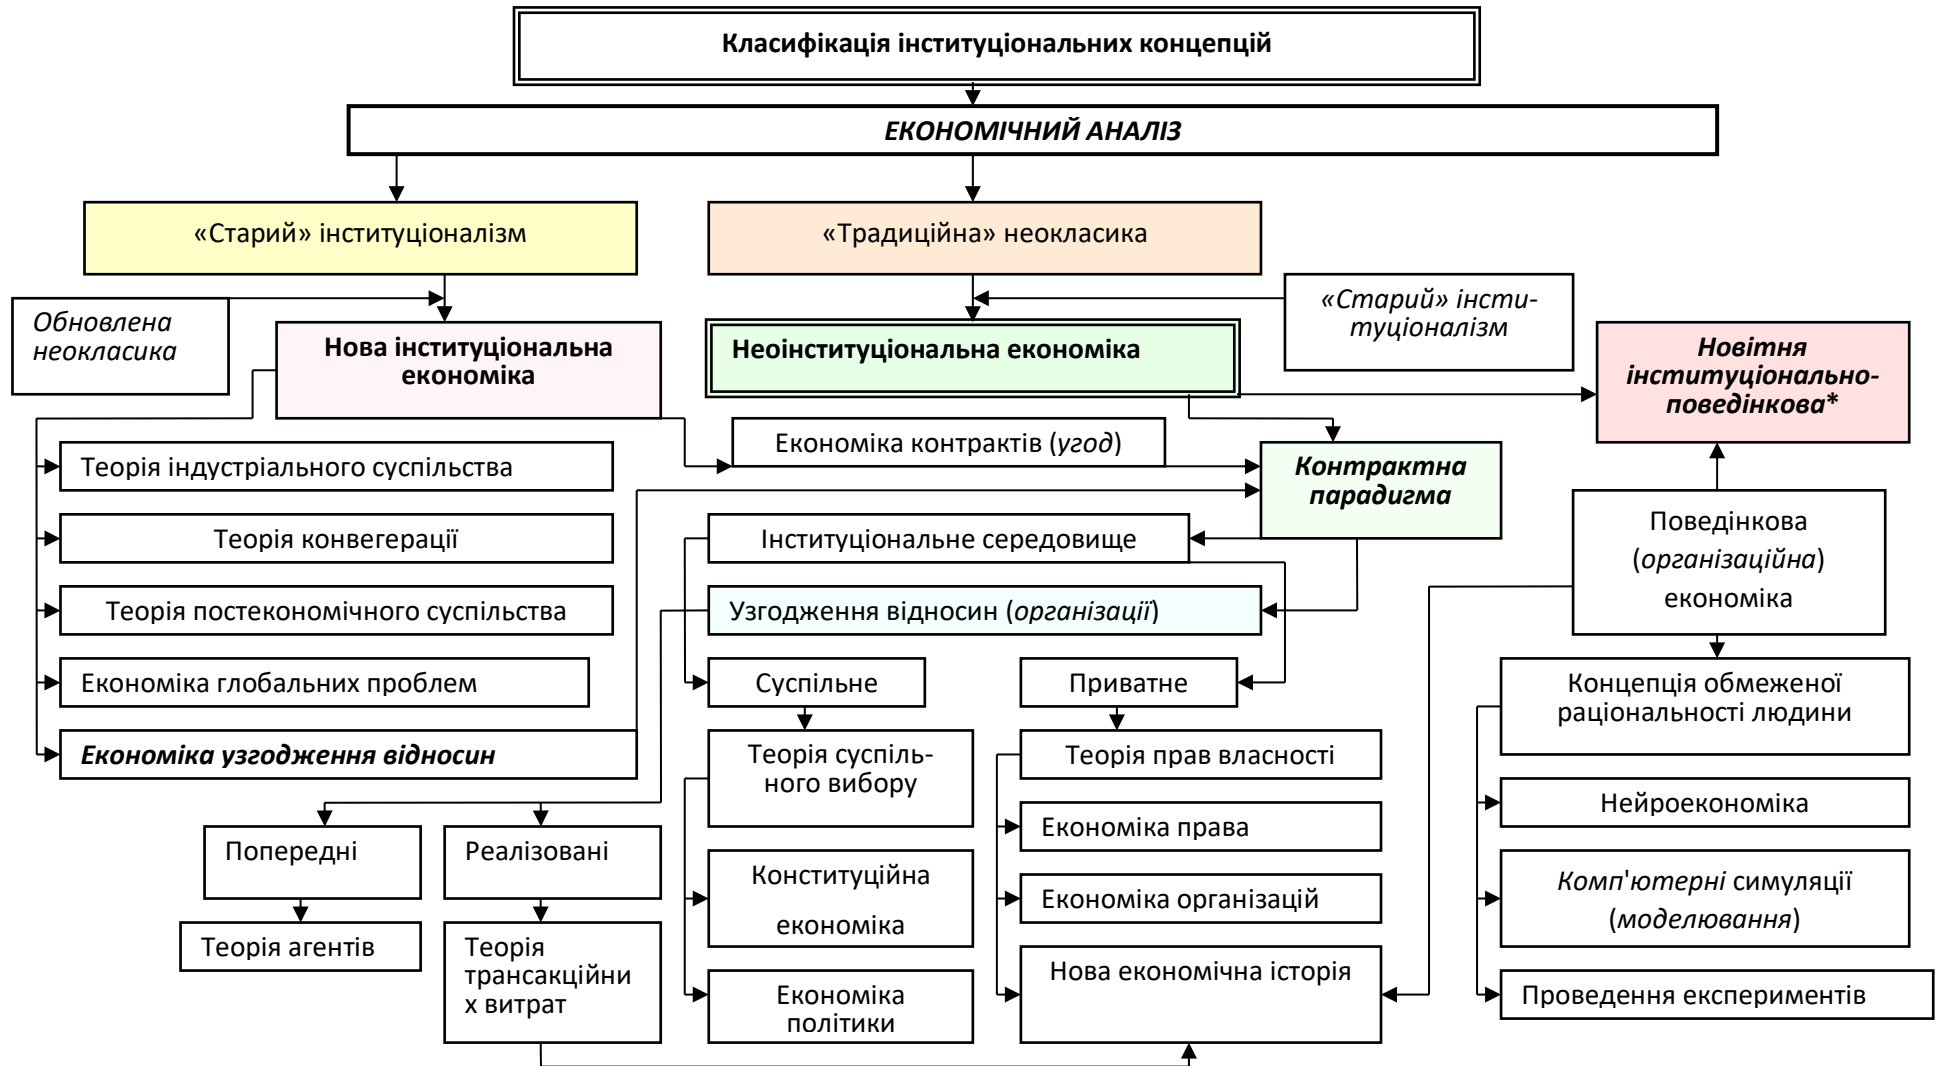 Класифікація інституціональних концепцій
ЕКОНОМІЧНИЙ АНАЛІЗ
«Старий» інституціоналізм
«Традиційна» неокласика
Обновлена
неокласика
«Старий» інсти-
туціоналізм
Нова інституціональна
економіка
Неоінституціональна економіка
Новітня
інституціонально-
поведінкова*
Економіка контрактів (угод)
Теорія індустріального суспільства
Контрактна
парадигма
Теорія конвегерації
Інституціональне середовище
Поведінкова
(організаційна)
економіка
Теорія постекономічного суспільства
Узгодження відносин (організації)
Економіка глобальних проблем
Суспільне
Приватне
Концепція обмеженої
раціональності людини
Економіка узгодження відносин
Теорія суспіль-
ного вибору
Теорія прав власності
Нейроекономіка
Попередні
Реалізовані
Економіка права
Конституційна
економіка
Економіка організацій
Комп'ютерні симуляції
(моделювання)
Теорія агентів
Теорія
трансакційни
х витрат
Економіка
політики
Нова економічна історія
Проведення експериментів